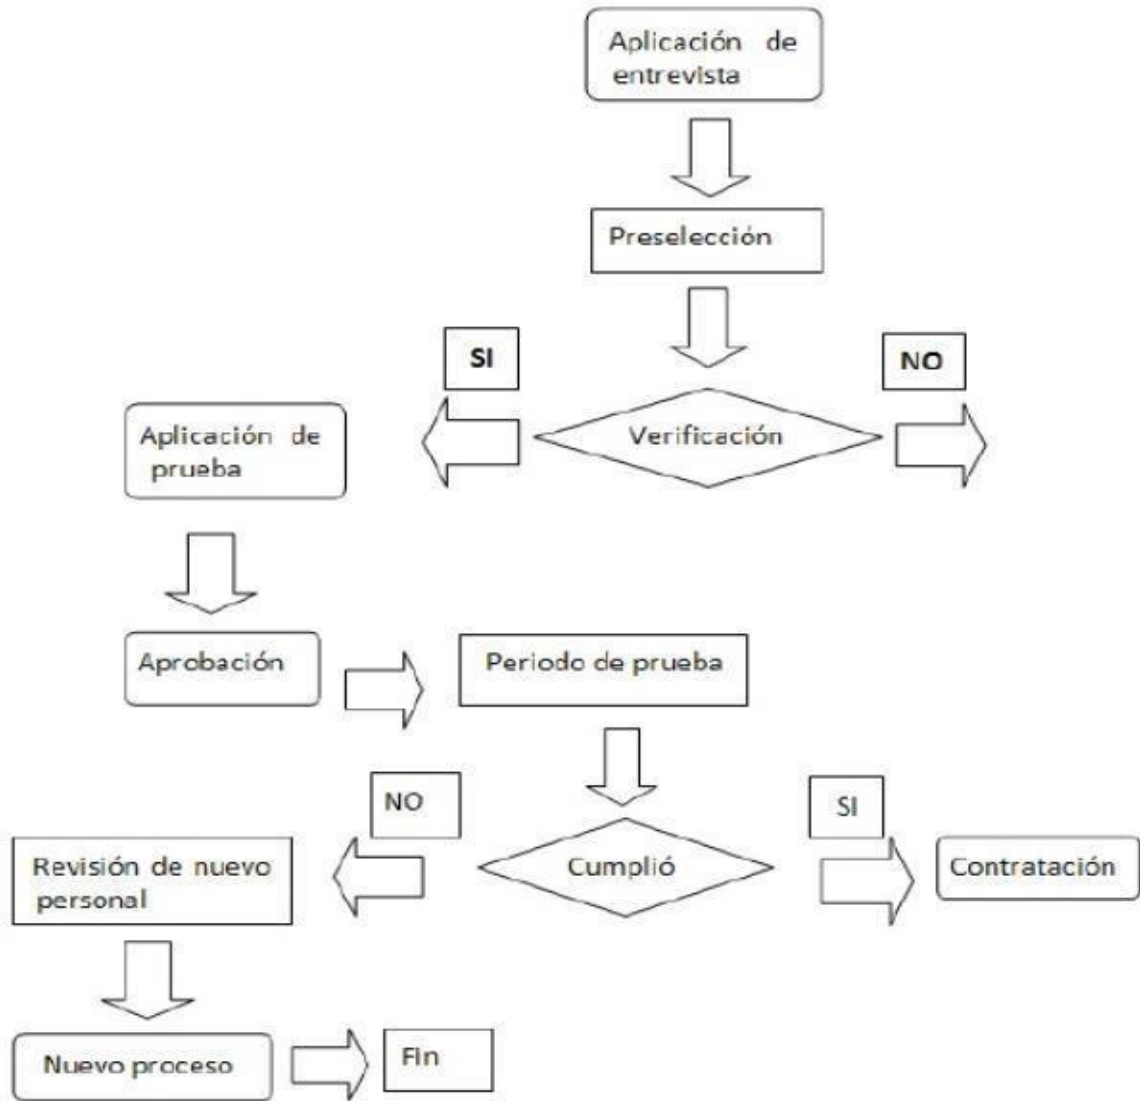 Aplicación de
entrevista
Preselección
SI
NO
Verificación
Aplicación de
prueba
Aprobación
Periodo de prueba
NO
SI
Cumplió
Contratación
Revisión de nuevo
personal
Nuevo proceso
Fin